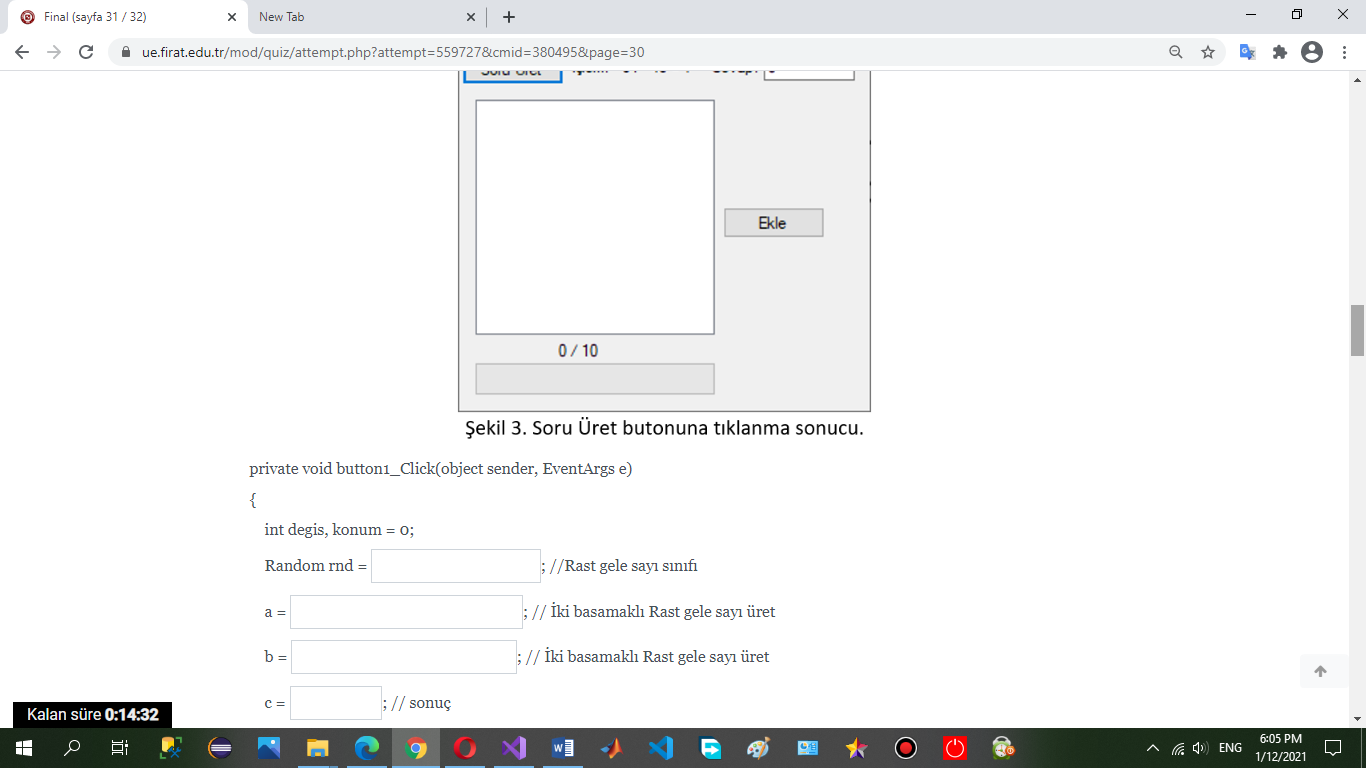 Final (sayfa 31 / 32)
New Tab
ue.firat.edu.tr/mod/quiz/attempt.php?attempt=559727&cmid=380495&page=30
Soru Üret
Ekle
0 / 10
Şekil 3. Soru Üret butonuna tıklanma sonucu.
private void button1_Click(object sender, EventArgs e)
{
int degis, konum = 0;
Random rnd = ; //Rast gele sayı sınıfı
a = ; // İki basamaklı Rast gele sayı üret
b = ; // İki basamaklı Rast gele sayı üret
c = ; // sonuç
Kalan süre 0:14:32
ENG
6:05 PM
1/12/2021